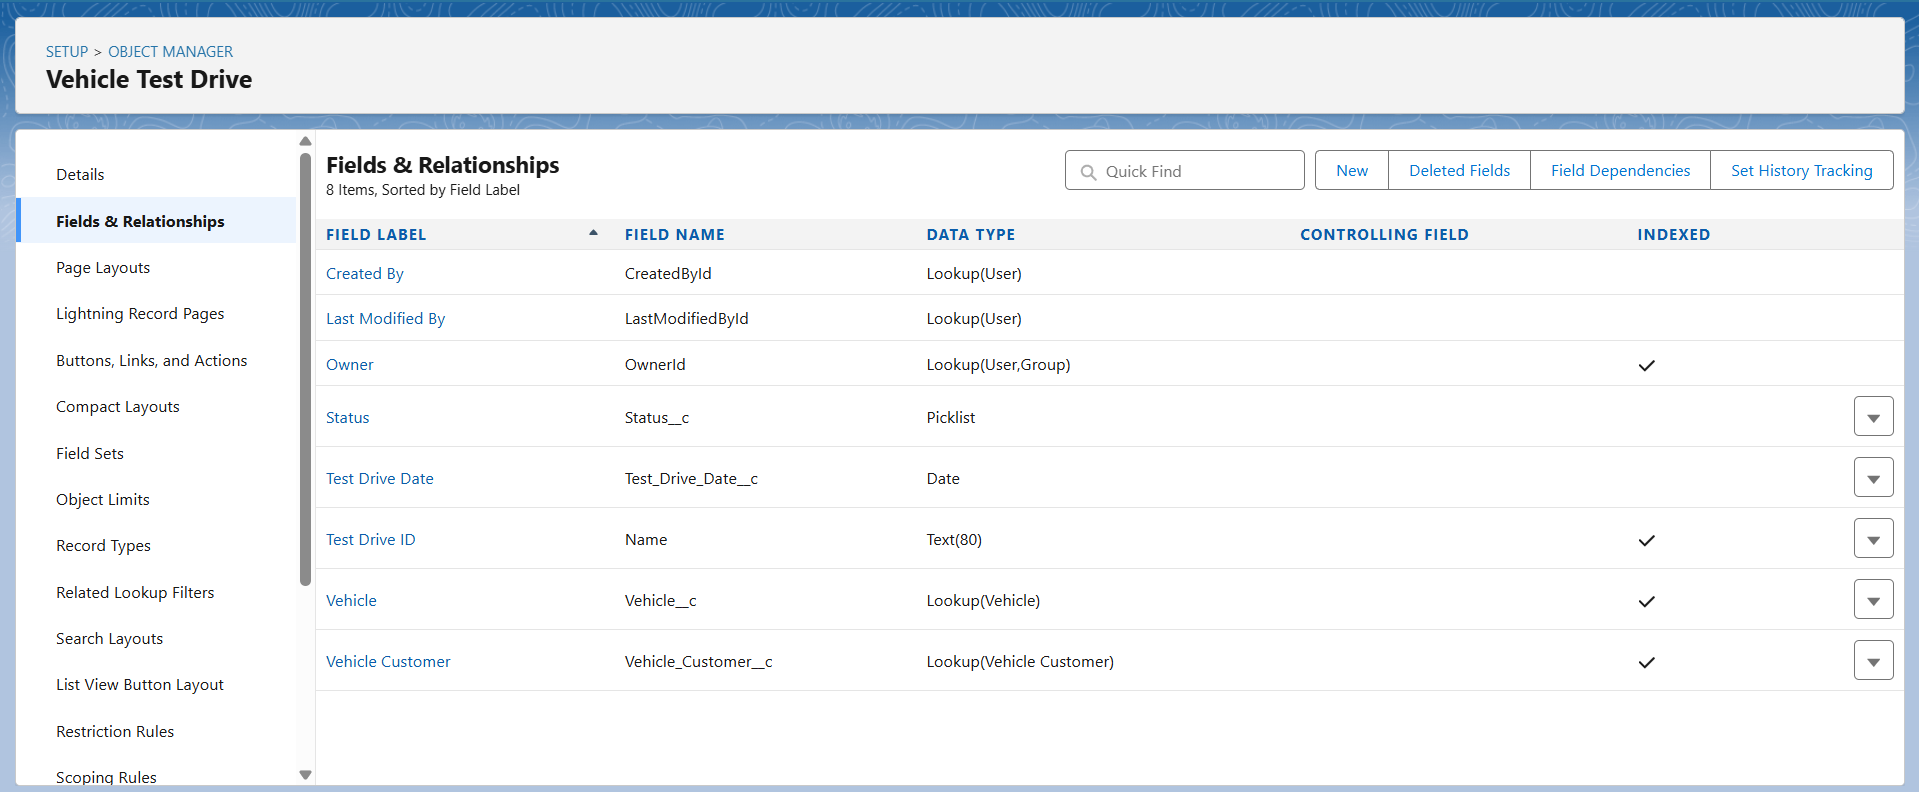 SETUP > OBJECT MANAGER
Vehicle Test Drive
Details
Fields & Relationships
Page Layouts
Lightning Record Pages
Buttons, Links, and Actions
Compact Layouts
Field Sets
Object Limits
Record Types
Related Lookup Filters
Search Layouts
List View Button Layout
Restriction Rules
Scoping Rules
Fields & Relationships
8 Items, Sorted by Field Label
Quick Find
New
Deleted Fields
Field Dependencies
Set History Tracking
FIELD LABEL FIELD NAME DATA TYPE CONTROLLING FIELD INDEXED
Created By CreatedById Lookup(User)
Last Modified By LastModifiedById Lookup(User)
Owner OwnerId Lookup(User,Group)
Status Status__c Picklist
Test Drive Date Test_Drive_Date__c Date
Test Drive ID Name Text(80)
Vehicle Vehicle__c Lookup(Vehicle)
Vehicle Customer Vehicle_Customer__c Lookup(Vehicle Customer)